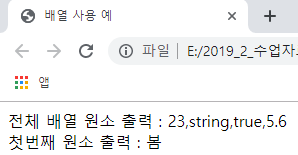 배열 사용 예
파일 | E:/2019_2_수업자
앱
전체 배열 원소 출력 : 23,string,true,5.6
첫번째 원소 출력 : 봄